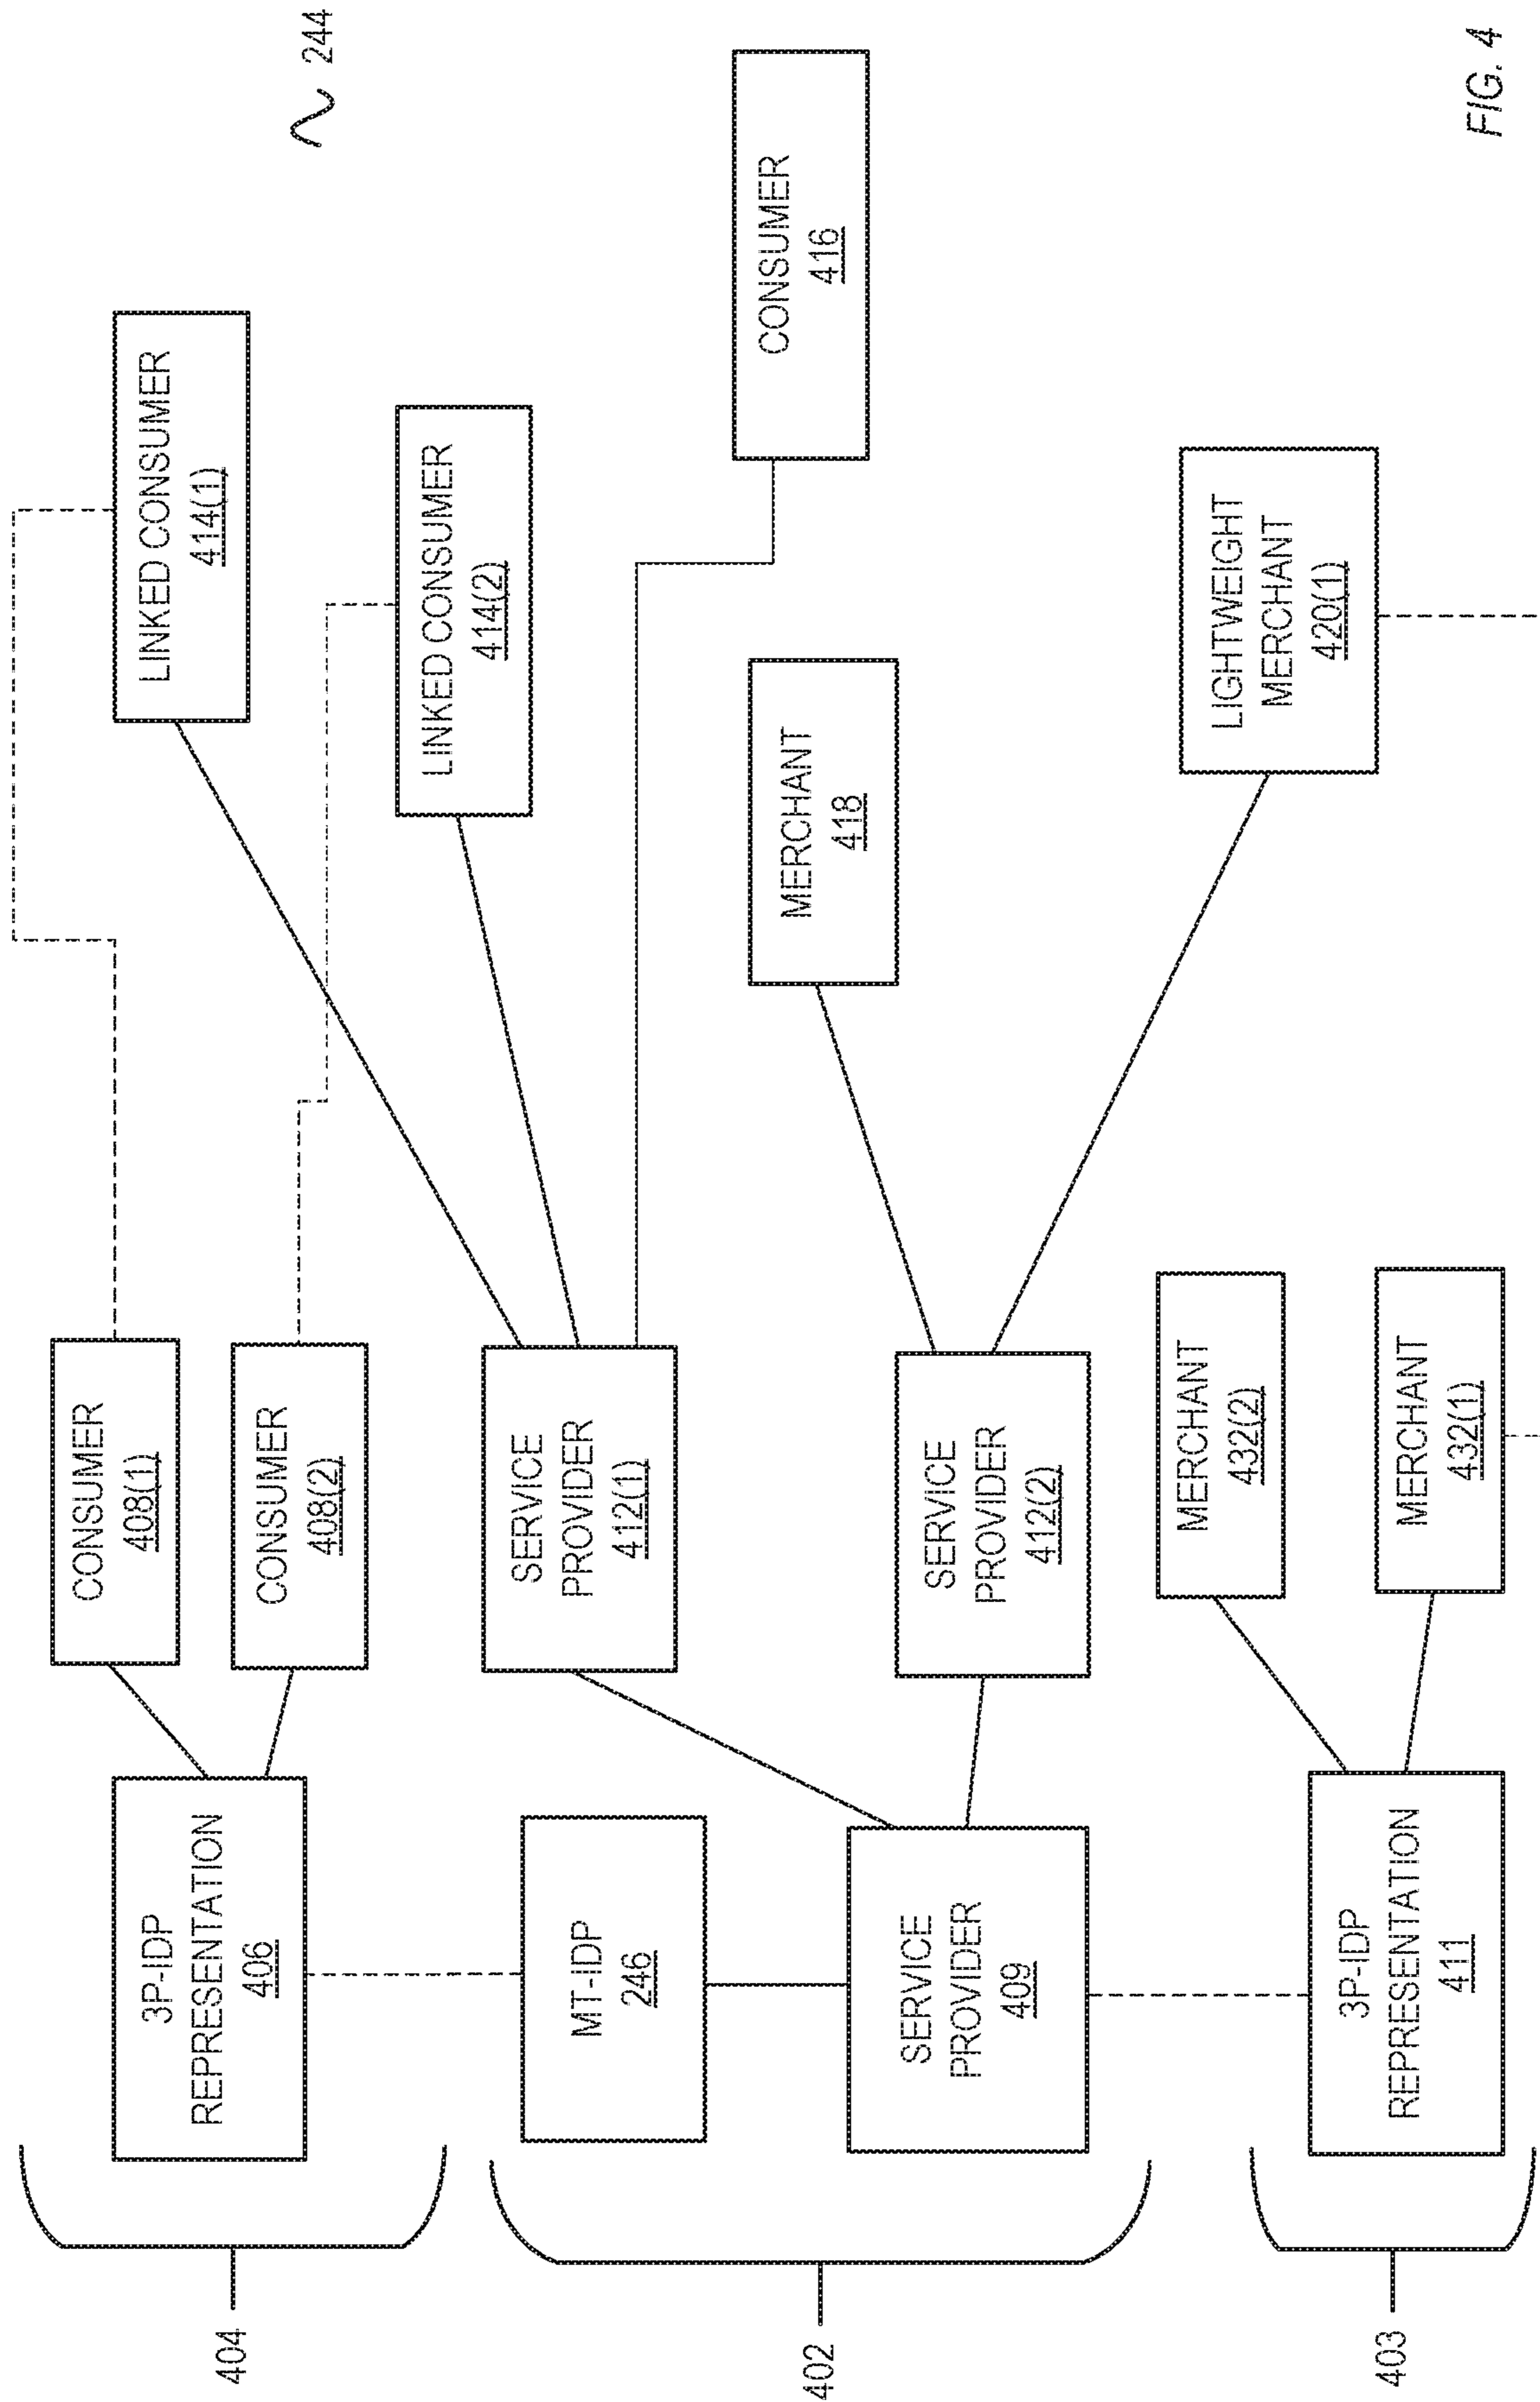 244
404
3P-IDP
REPRESENTATION
406
CONSUMER
408(1)
CONSUMER
408(2)
LINKED CONSUMER
414(1)
LINKED CONSUMER
414(2)
402
MT-IDP
246
SERVICE
PROVIDER
409
SERVICE
PROVIDER
412(1)
SERVICE
PROVIDER
412(2)
CONSUMER
416
MERCHANT
418
LIGHTWEIGHT
MERCHANT
420(1)
403
3P-IDP
REPRESENTATION
411
MERCHANT
432(2)
MERCHANT
432(1)
FIG. 4